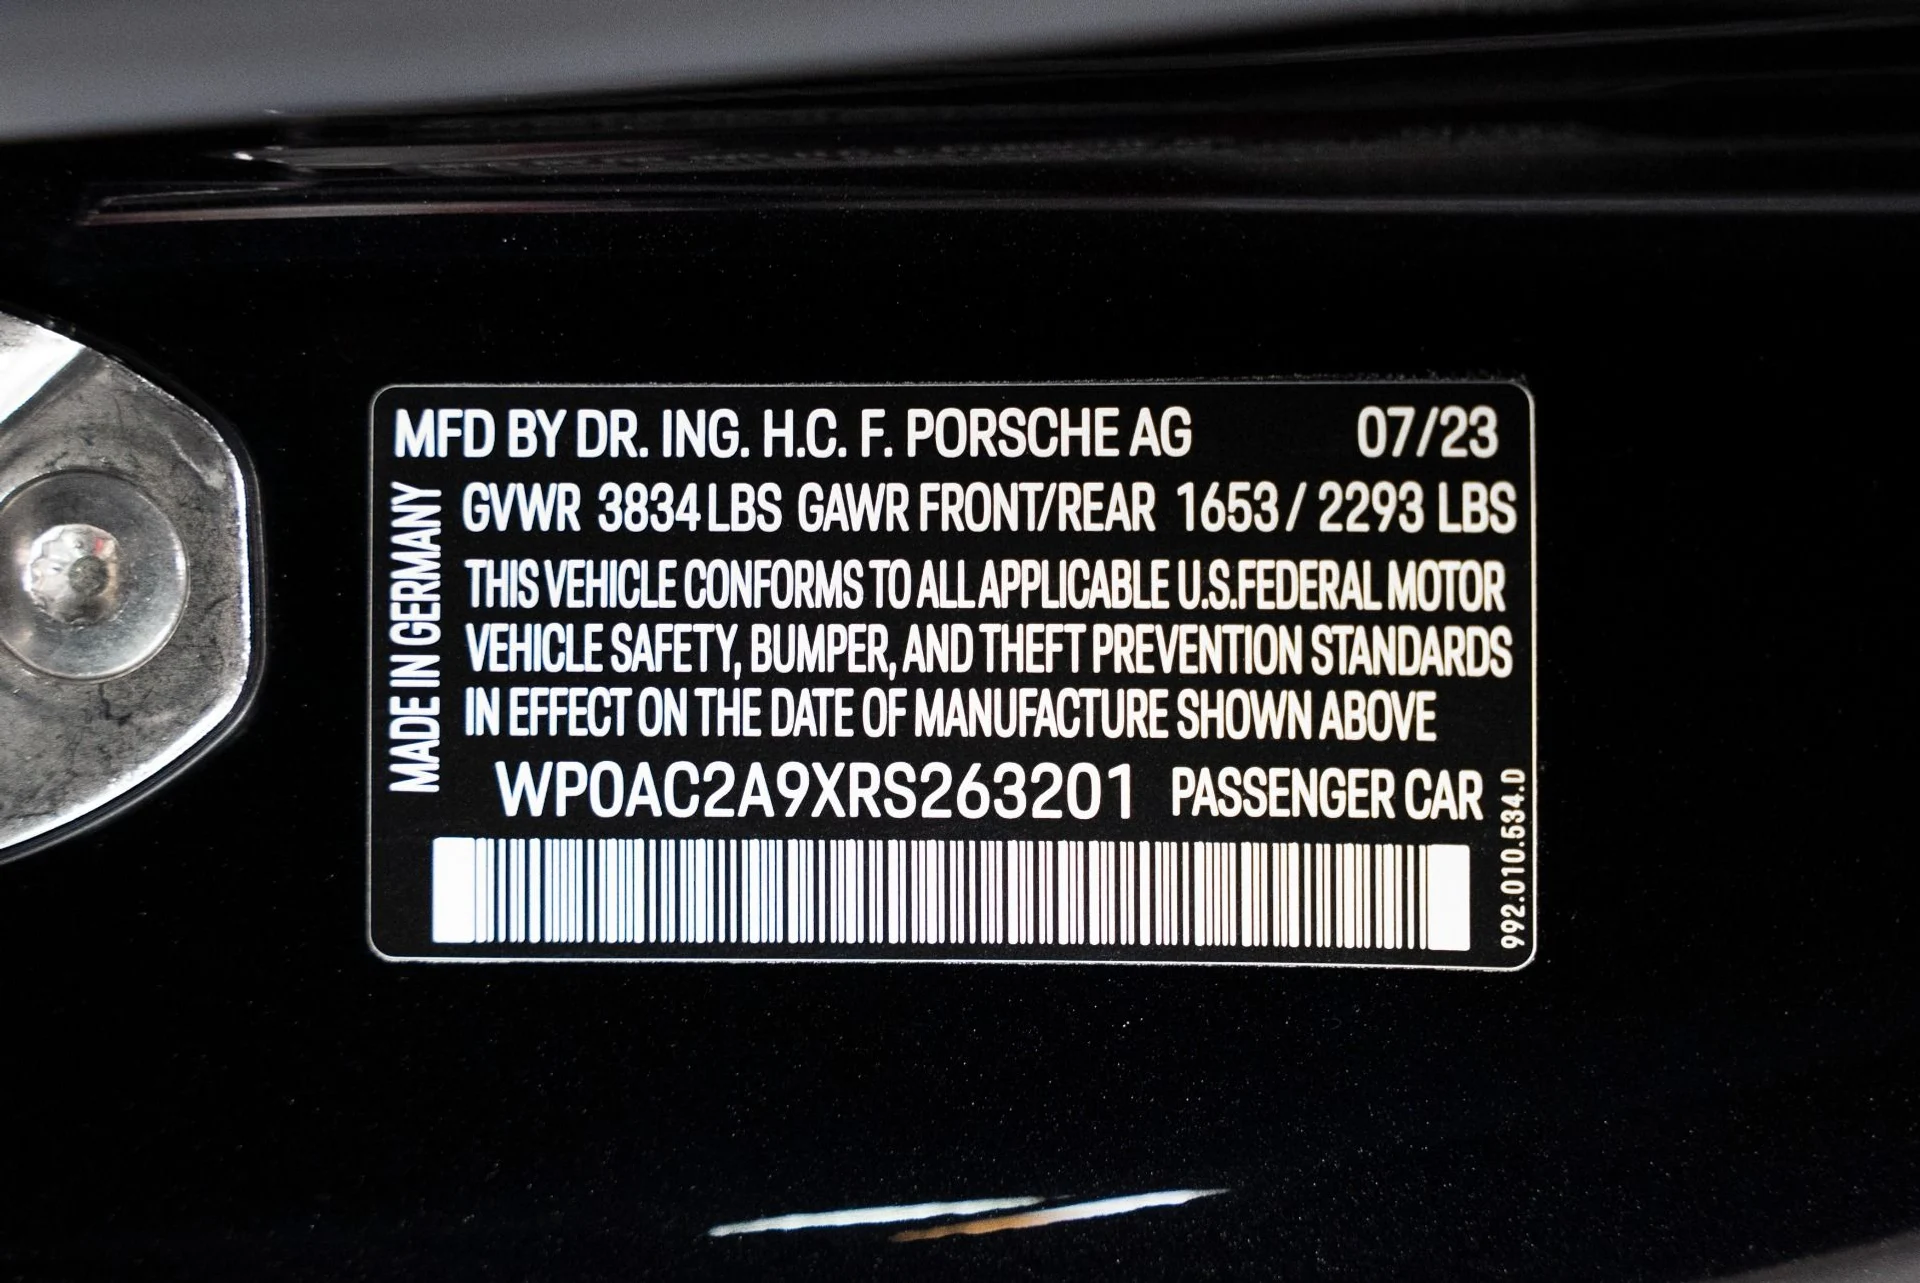 MFD BY DR. ING. H.C. F. PORSCHE AG 07/23
GVWR 3834 LBS GAWR FRONT/REAR 1653 / 2293 LBS
THIS VEHICLE CONFORMS TO ALL APPLICABLE U.S.FEDERAL MOTOR
VEHICLE SAFETY, BUMPER, AND THEFT PREVENTION STANDARDS
IN EFFECT ON THE DATE OF MANUFACTURE SHOWN ABOVE
MADE IN GERMANY
WP0AC2A9XRS263201 PASSENGER CAR
992.010.534.D